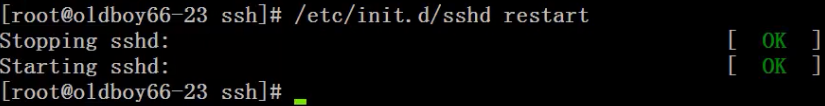 [root@oldboy66-23 ssh]# /etc/init.d/sshd restart
Stopping sshd: [ OK ]
Starting sshd: [ OK ]
[root@oldboy66-23 ssh]#